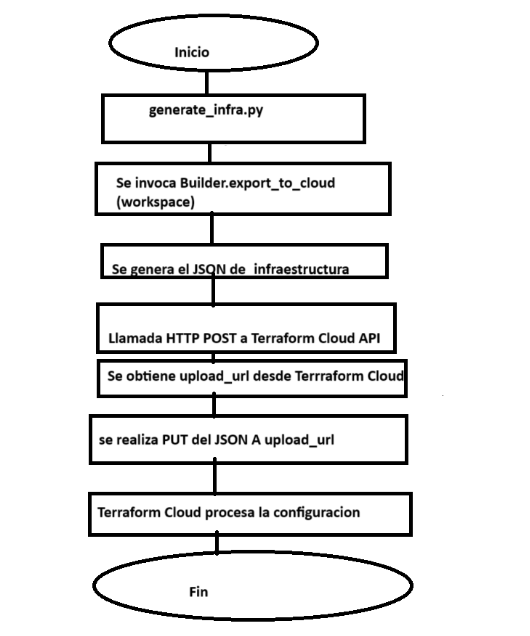 Inicio
generate_infra.py
Se invoca Builder.export_to_cloud
(workspace)
Se genera el JSON de  infraestructura
Llamada HTTP POST a Terraform Cloud API
Se obtiene upload_url desde Terrraform Cloud
se realiza PUT del JSON A upload_url
Terraform Cloud procesa la configuracion
Fin